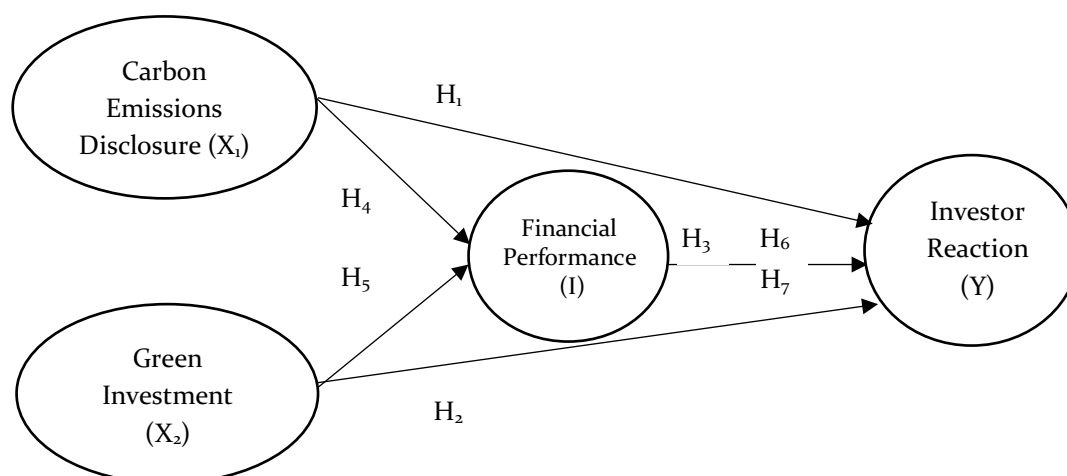 Carbon
Emissions
Disclosure (X₁)
H₁
H₄
Financial
Performance
(I)
H₃ H₆
H₇
Investor
Reaction
(Y)
H₅
Green
Investment
(X₂)
H₂